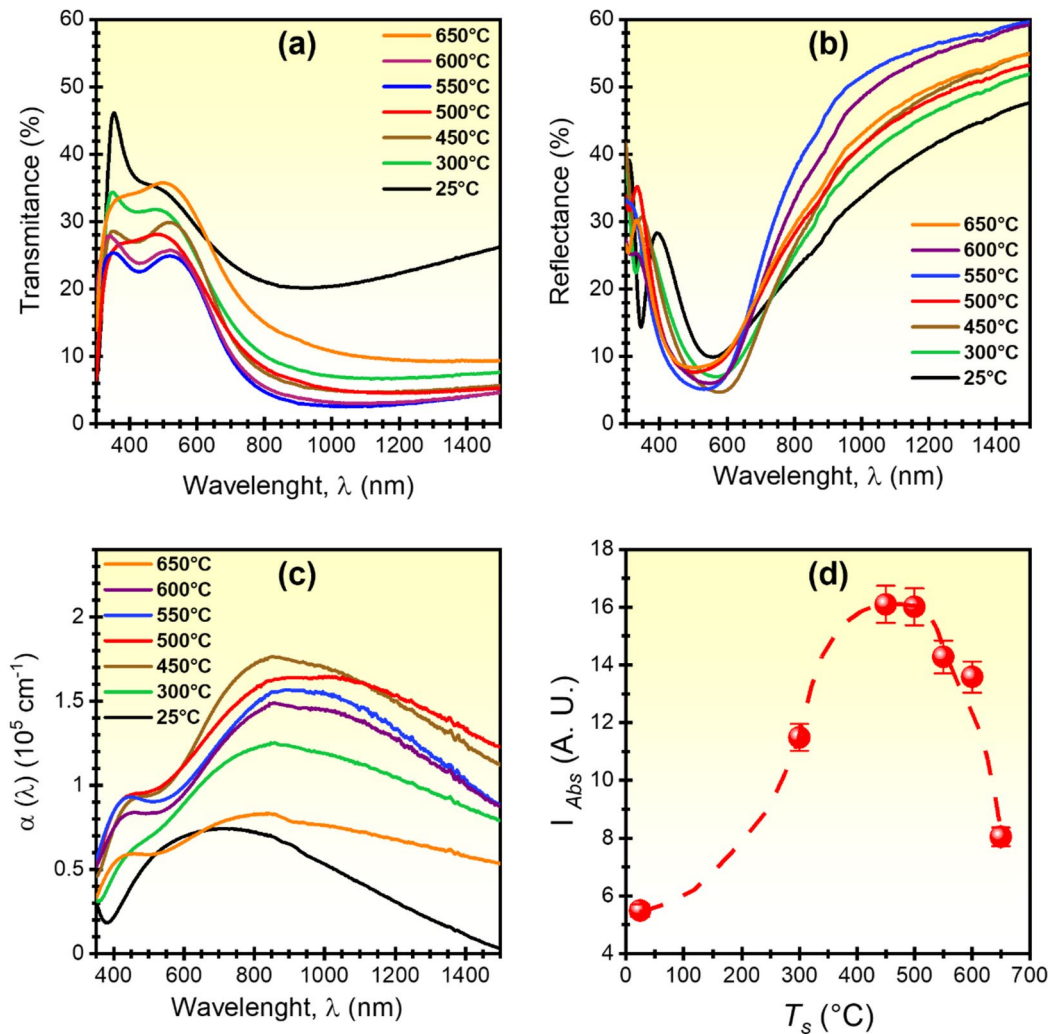 (a)
Transmitance (%)
60
50
40
30
20
10
0
650°C
600°C
550°C
500°C
450°C
300°C
25°C
400 600 800 1000 1200 1400
Wavelenght, λ (nm)
(b)
Reflectance (%)
60
50
40
30
20
10
0
650°C
600°C
550°C
500°C
450°C
300°C
25°C
400 600 800 1000 1200 1400
Wavelenght, λ (nm)
(c)
α (λ) (10⁵ cm⁻¹)
2
1.5
1
0.5
0
650°C
600°C
550°C
500°C
450°C
300°C
25°C
400 600 800 1000 1200 1400
Wavelenght, λ (nm)
(d)
I Abs (A. U.)
18
16
14
12
10
8
6
4
0 100 200 300 400 500 600 700
Ts (°C)